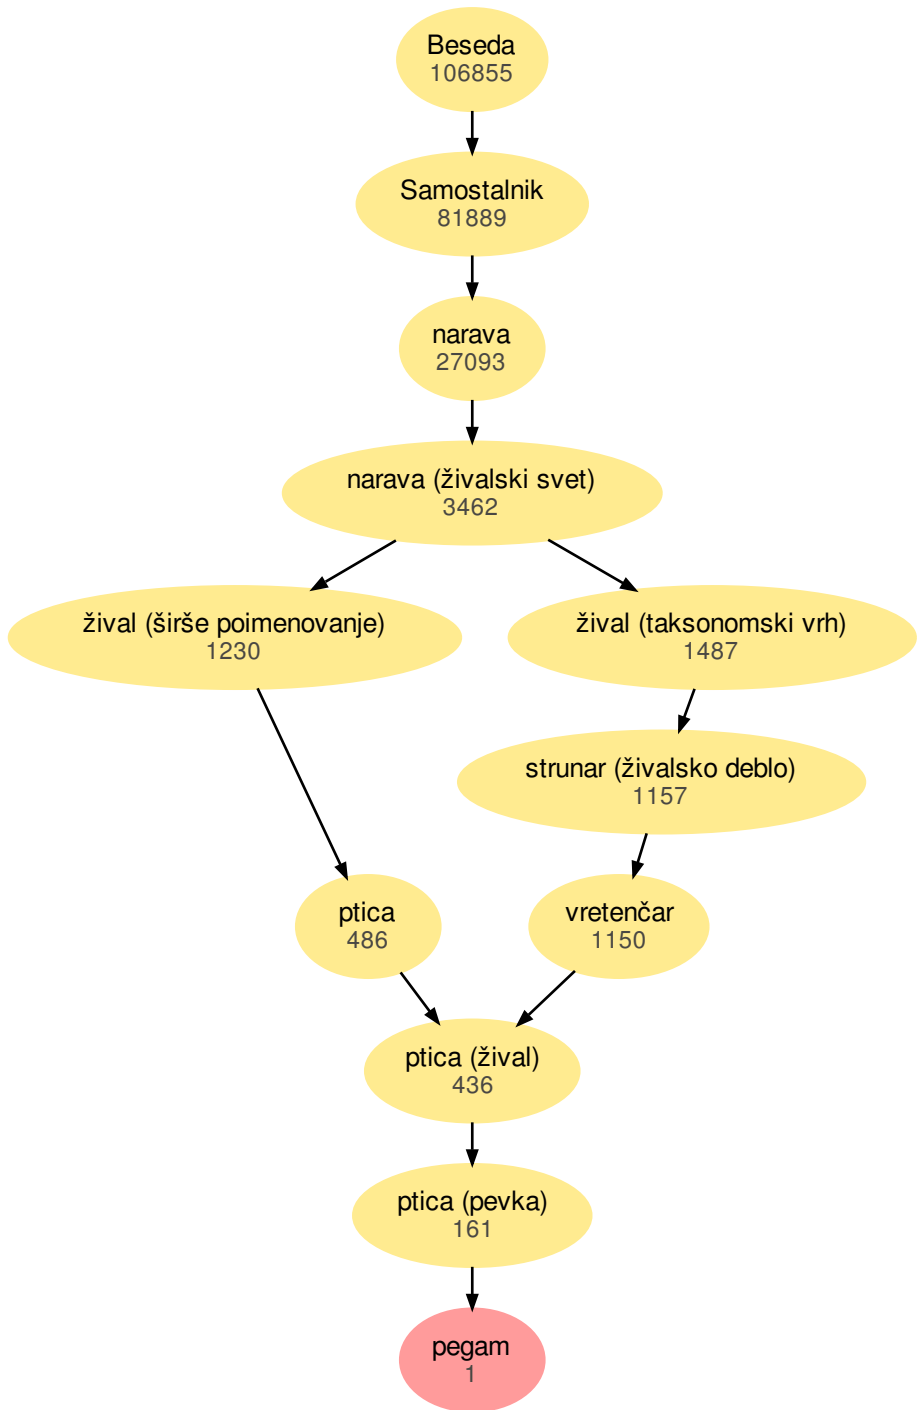 Beseda
106855
Samostalnik
81889
narava
27093
narava (živalski svet)
3462
žival (širše poimenovanje)
1230
žival (taksonomski vrh)
1487
strunar (živalsko deblo)
1157
ptica
486
vretenčar
1150
ptica (žival)
436
ptica (pevka)
161
pegam
1